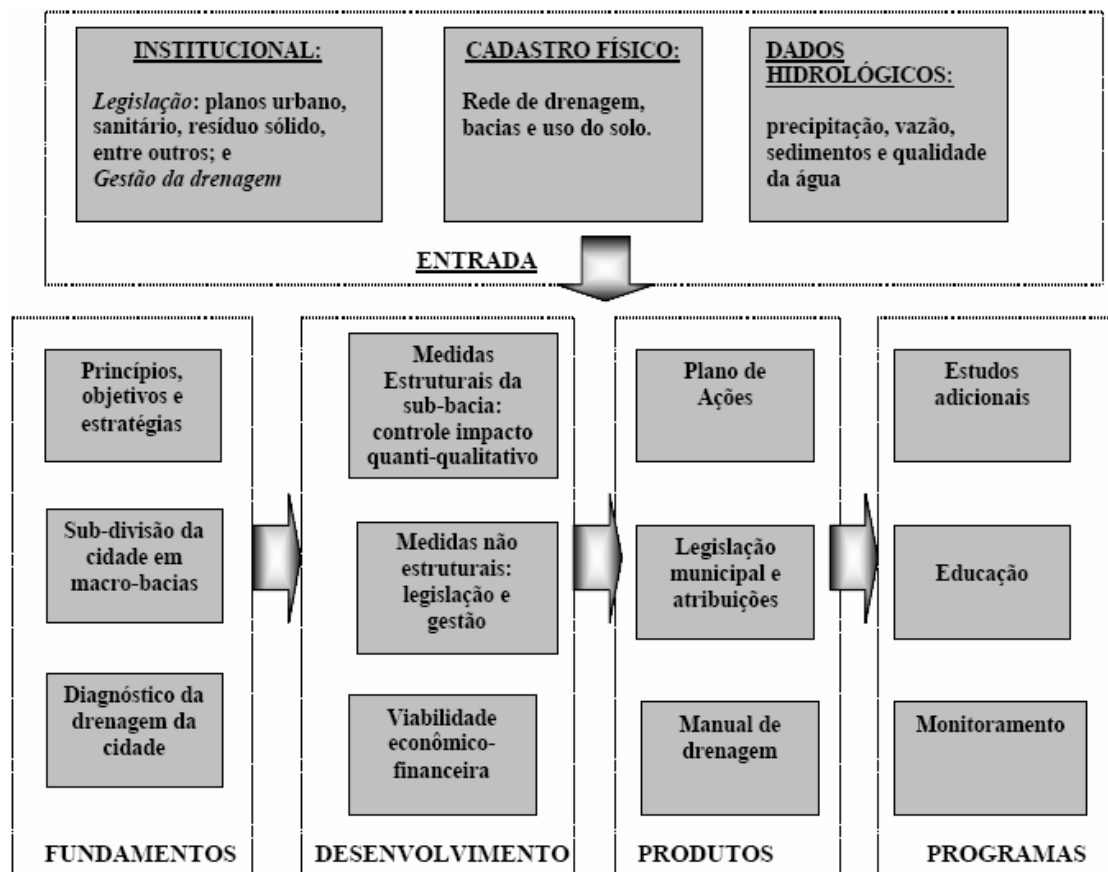 INSTITUCIONAL:
Legislação: planos urbano,
sanitário, resíduo sólido,
entre outros; e
Gestão da drenagem
CADASTRO FÍSICO:
Rede de drenagem,
bacias e uso do solo.
DADOS
HIDROLÓGICOS:
precipitação, vazão,
sedimentos e qualidade
da água
ENTRADA
Princípios,
objetivos e
estratégias
Sub-divisão da
cidade em
macro-bacias
Diagnóstico da
drenagem da
cidade
FUNDAMENTOS
Medidas
Estruturais da
sub-bacia:
controle impacto
quanti-qualitativo
Medidas não
estruturais:
legislação e
gestão
Viabilidade
econômico-
financeira
DESENVOLVIMENTO
Plano de
Ações
Legislação
municipal e
atribuições
Manual de
drenagem
PRODUTOS
Estudos
adicionais
Educação
Monitoramento
PROGRAMAS